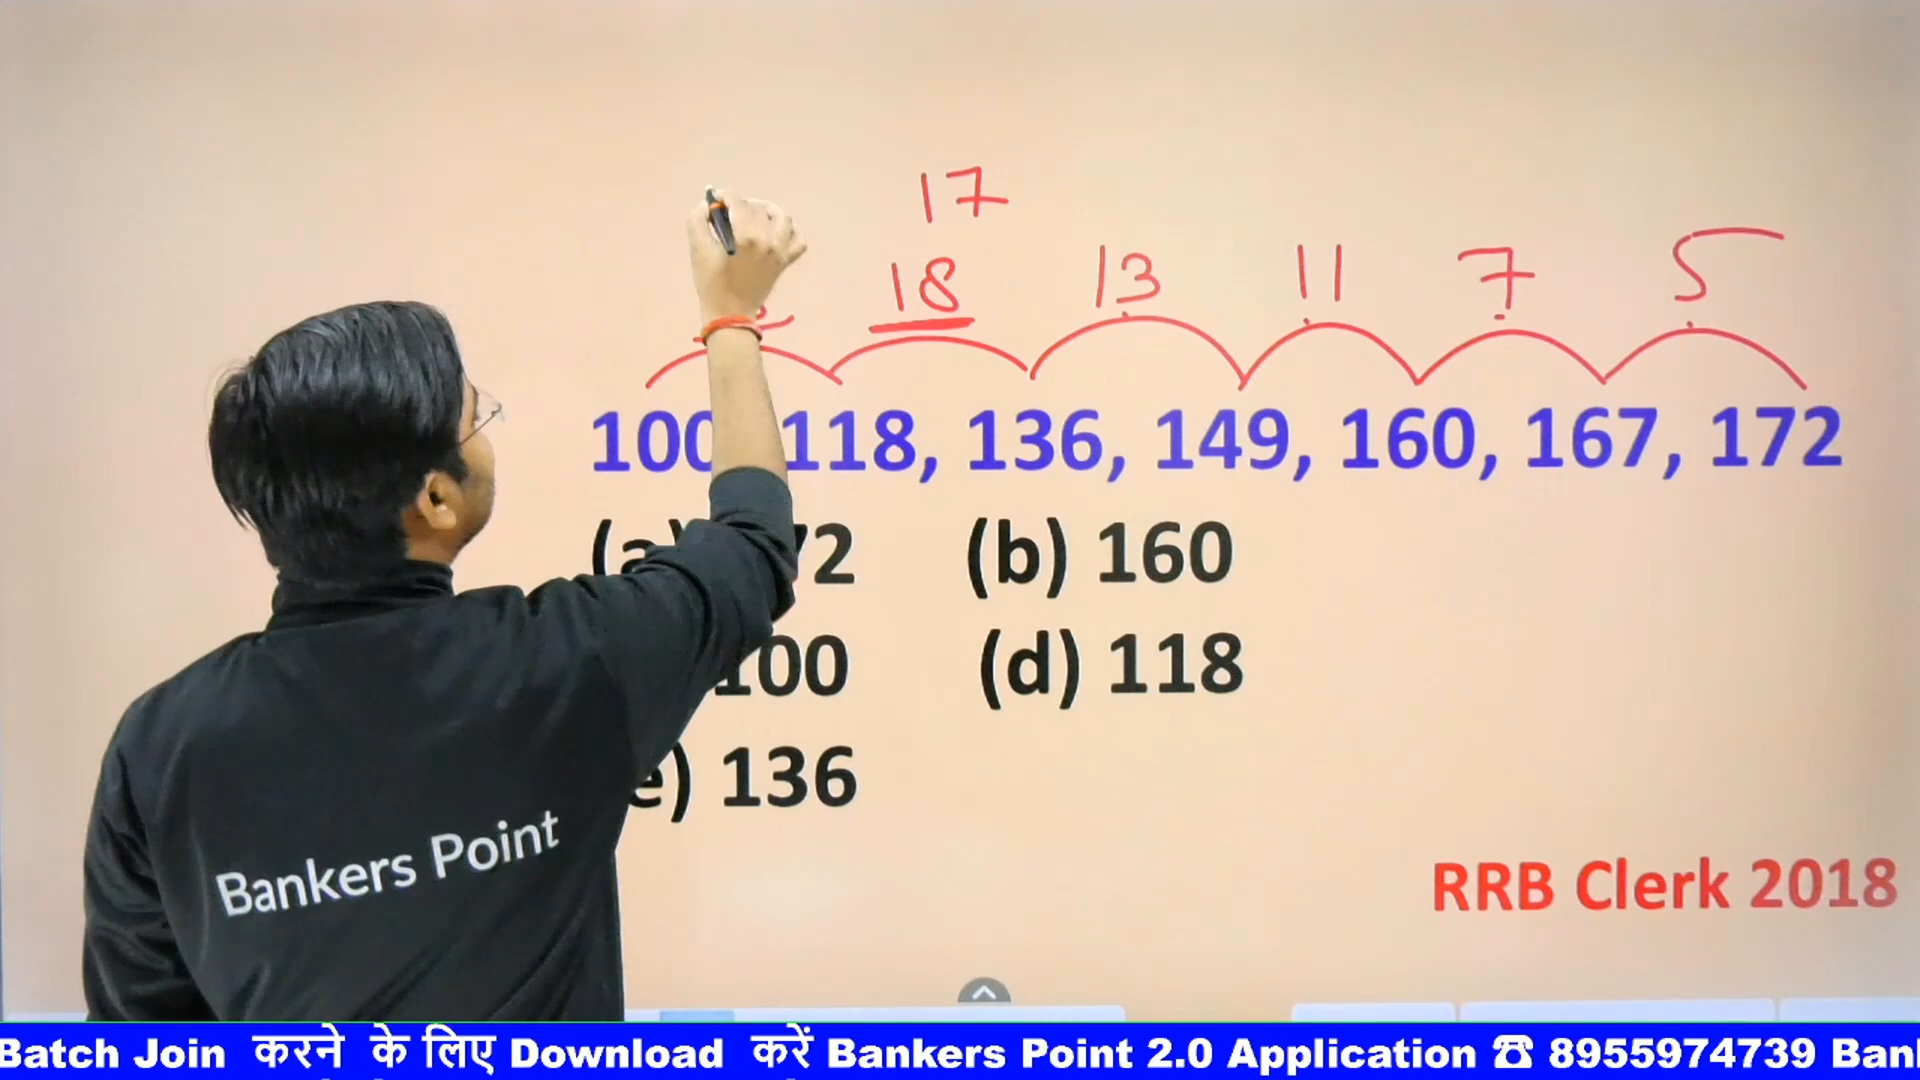 17
18 13 11 7 5
100 118, 136, 149, 160, 167, 172
72 (b) 160
100 (d) 118
e) 136
Bankers Point
RRB Clerk 2018
Batch Join करने के लिए Download करें Bankers Point 2.0 Application ☎ 8955974739 Ban